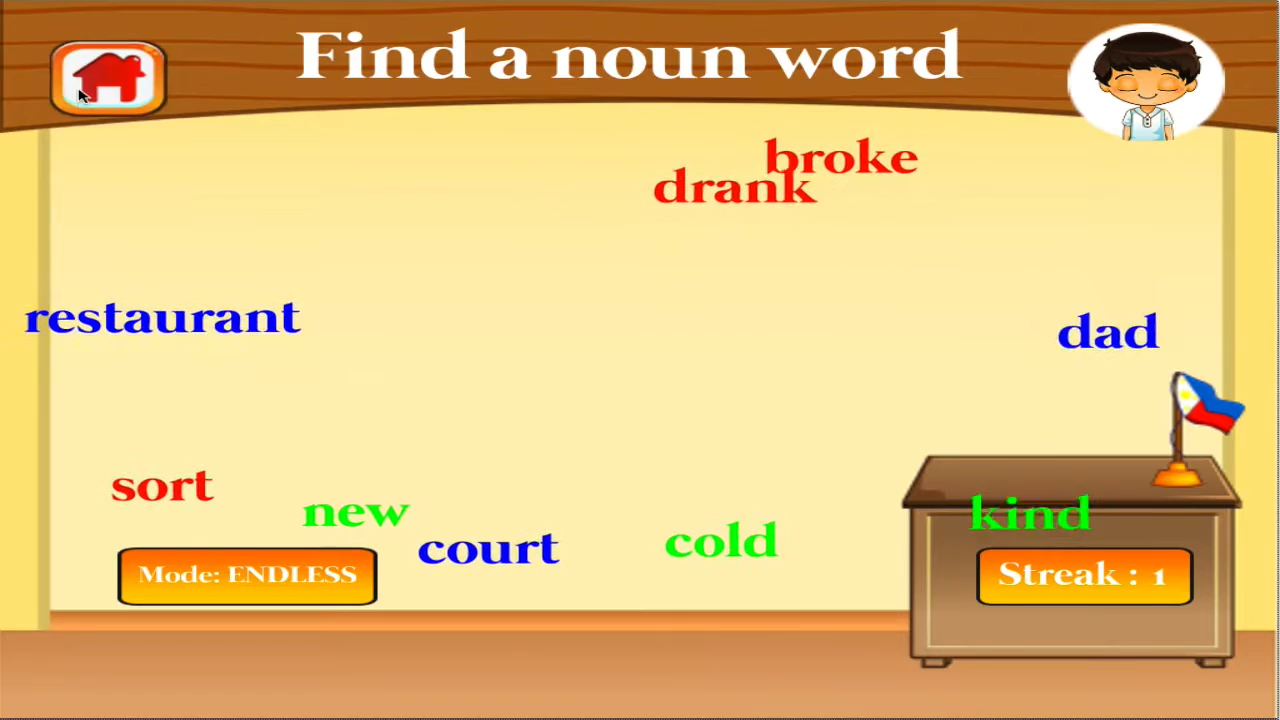 Find a noun word
broke
drank
restaurant
dad
sort
new
kind
cold
court
Mode: ENDLESS
Streak : 1